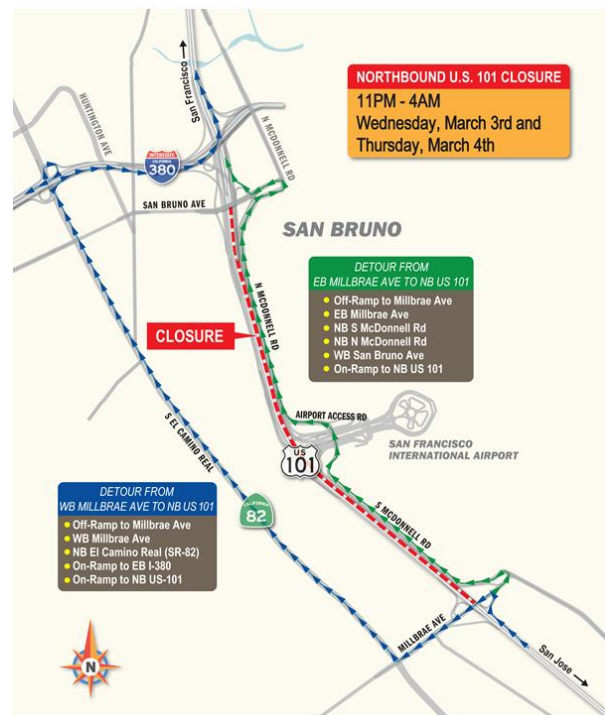 San Francisco
HUNTINGTON AVE
N MCDONNELL RD
INTERSTATE
CALIFORNIA
380
NORTHBOUND U.S. 101 CLOSURE
11PM - 4AM
Wednesday, March 3rd and
Thursday, March 4th
SAN BRUNO AVE
SAN BRUNO
N MCDONNELL RD
DETOUR FROM
EB MILLBRAE AVE TO NB US 101
Off-Ramp to Millbrae Ave
EB Millbrae Ave
NB S McDonnell Rd
NB N McDonnell Rd
WB San Bruno Ave
On-Ramp to NB US 101
CLOSURE
S EL CAMINO REAL
AIRPORT ACCESS RD
SAN FRANCISCO
INTERNATIONAL AIRPORT
US
101
DETOUR FROM
WB MILLBRAE AVE TO NB US 101
Off-Ramp to Millbrae Ave
WB Millbrae Ave
NB El Camino Real (SR-82)
On-Ramp to EB I-380
On-Ramp to NB US-101
CALIFORNIA
82
S MCDONNELL RD
MILLBRAE AVE
San Jose
N